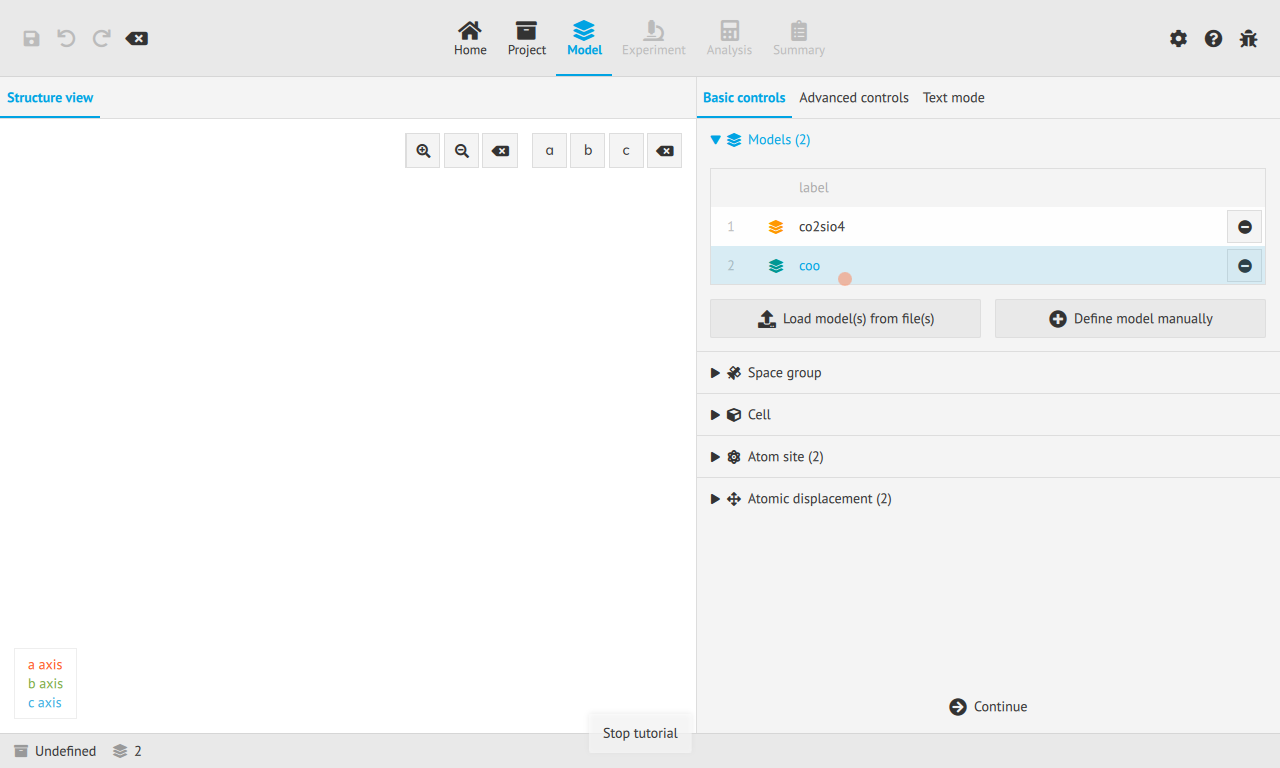 Home Project Model Experiment Analysis Summary
Structure view
Basic controls Advanced controls Text mode
a b c
Models (2)
label
1 co2sio4
2 coo
Load model(s) from file(s) Define model manually
Space group
Cell
Atom site (2)
Atomic displacement (2)
a axis
b axis
c axis
Continue
Stop tutorial
Undefined 2